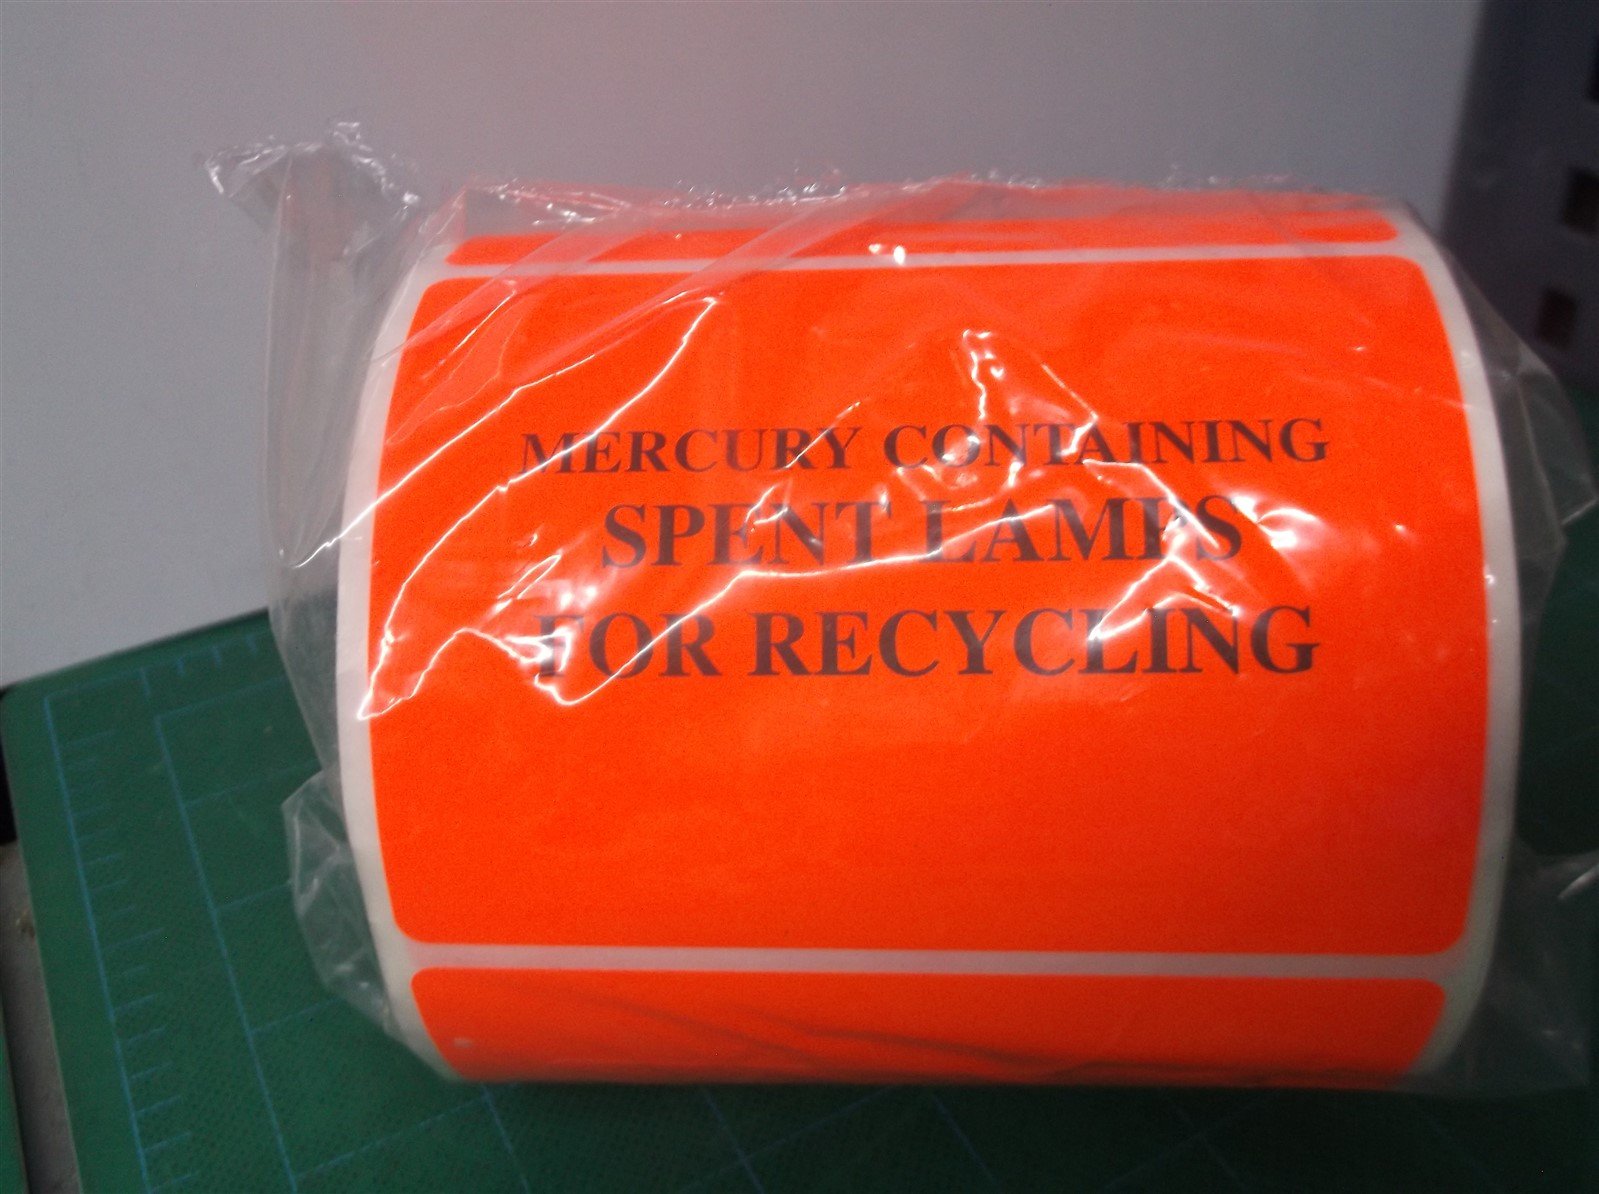 MERCURY CONTAINING
SPENT LAMPS
FOR RECYCLING